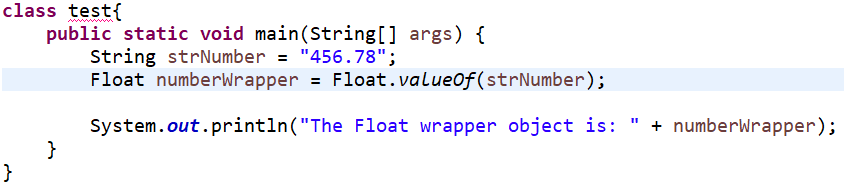 class test{
    public static void main(String[] args) {
        String strNumber = "456.78";
        Float numberWrapper = Float.valueOf(strNumber);

        System.out.println("The Float wrapper object is: " + numberWrapper);
    }
}